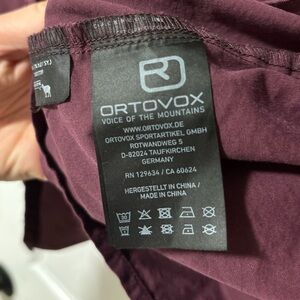 ORTOVOX
VOICE OF THE MOUNTAINS
WWW.ORTOVOX.DE
ORTOVOX SPORTARTIKEL GMBH
ROTWANDWEG 5
D-82024 TAUFKIRCHEN
GERMANY
RN 129634 / CA 60624
HERGESTELLT IN CHINA /
MADE IN CHINA